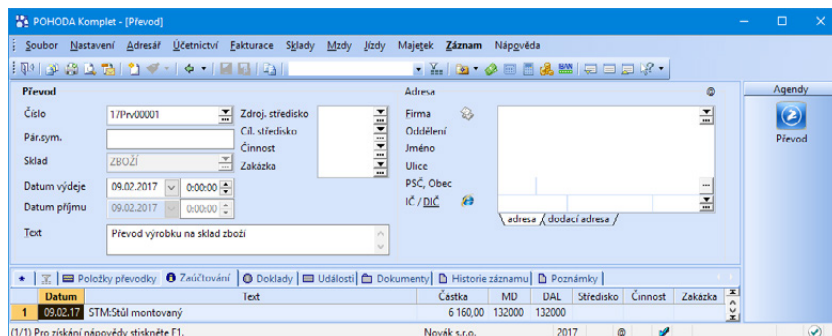 POHODA Komplet - [Převod]
Soubor Nastavení Adresář Účetnictví Fakturace Sklady Mzdy Jízdy Majetek Záznam Nápověda
Převod
Adresa
@
Agendy
Číslo 17Prv00001 Zdroj. středisko Firma
Převod
Cíl. středisko Oddělení
Pár.sym. Činnost Jméno
Sklad ZBOŽÍ Zakázka Ulice
Datum výdeje 09.02.2017 0:00:00 PSČ, Obec
Datum příjmu 09.02.2017 0:00:00 IČ / DIČ
adresa / dodací adresa
Text Převod výrobku na sklad zboží
Položky převodky Zaúčtování Doklady Události Dokumenty Historie záznamu Poznámky
Datum Text Částka MD DAL Středisko Činnost Zakázka
1 09.02.17 STM:Stůl montovaný 6 160,00 132000 132000
(1/1) Pro získání nápovědy stiskněte F1. Novák s.r.o. 2017 @